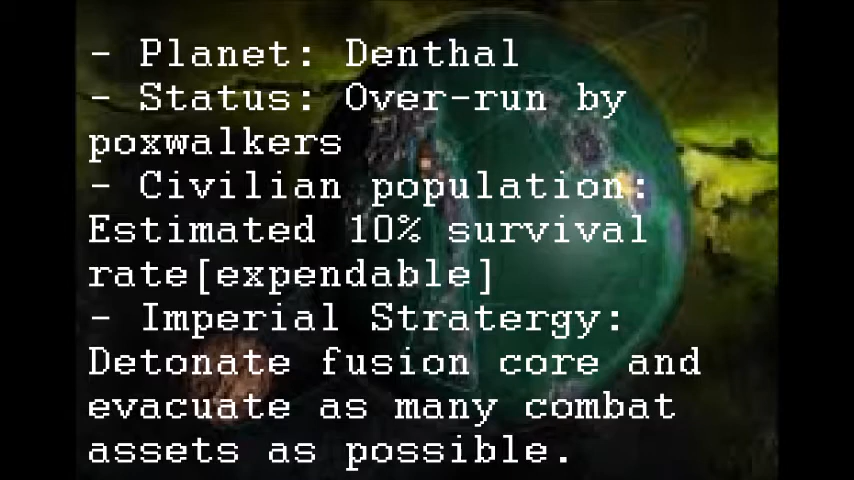 - Planet: Denthal
- Status: Over-run by
poxwalkers
- Civilian population:
Estimated 10% survival
rate[expendable]
- Imperial Stratergy:
Detonate fusion core and
evacuate as many combat
assets as possible.